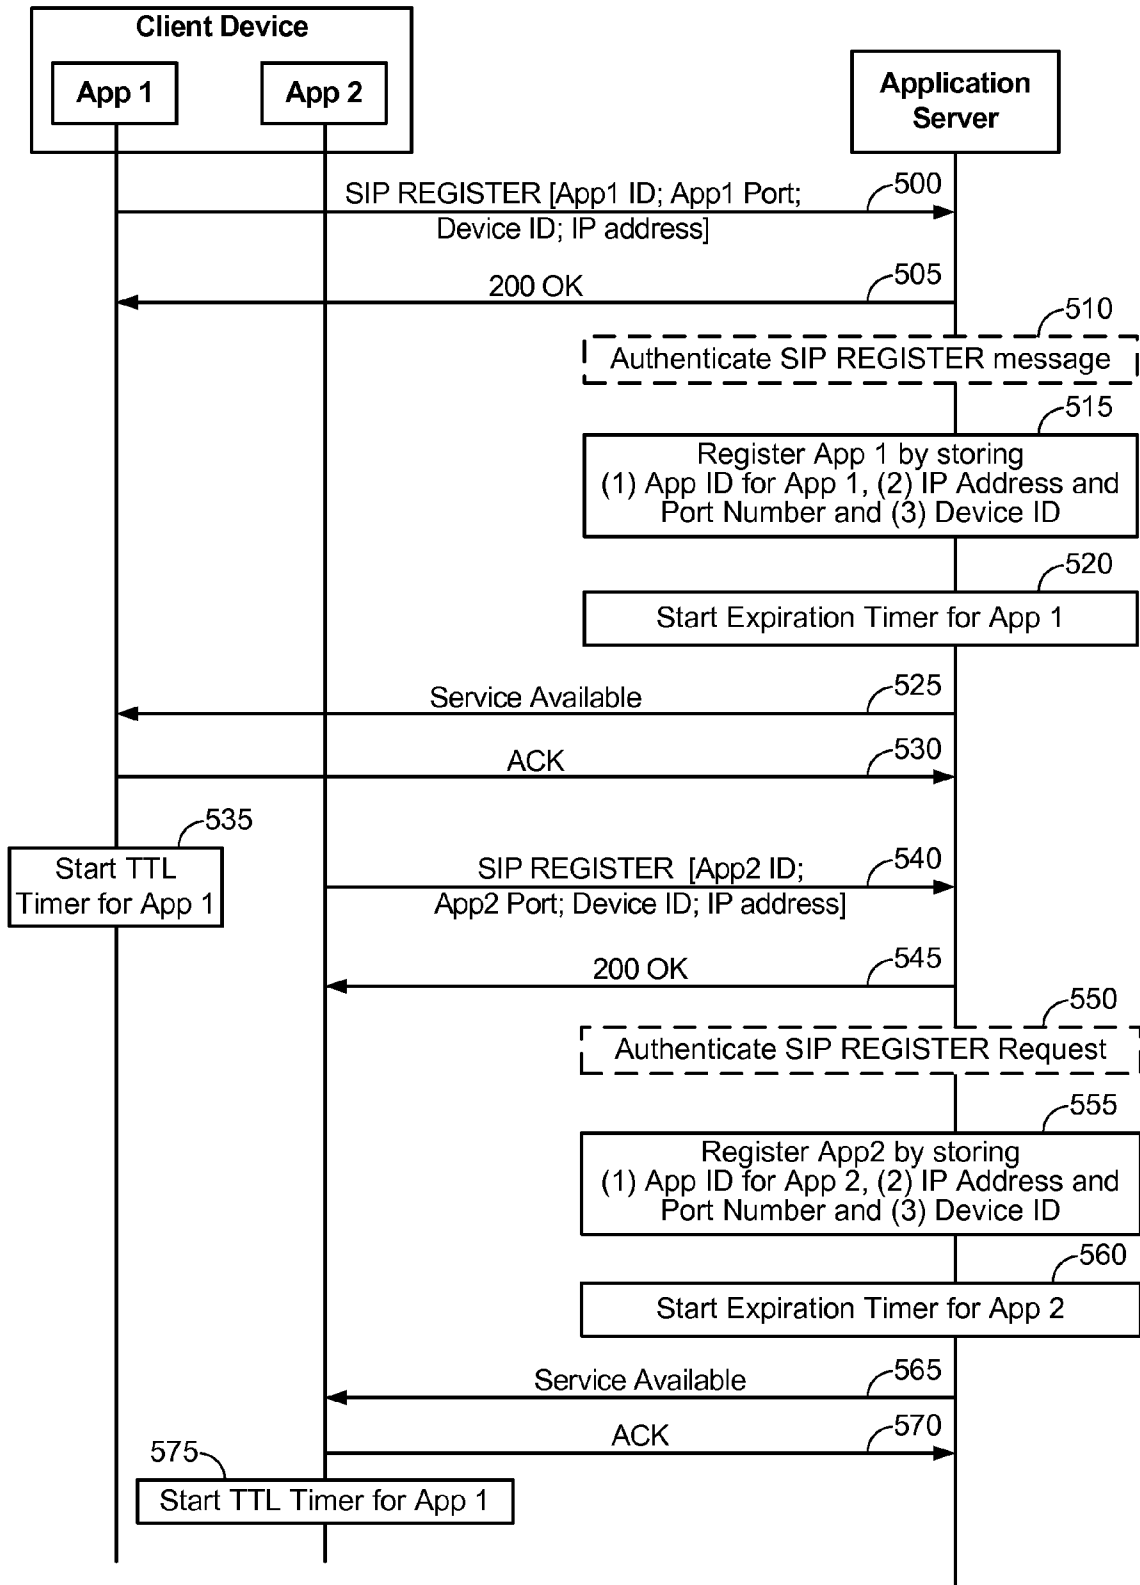 Client Device
App 1
App 2
Application
Server
SIP REGISTER [App1 ID; App1 Port;
Device ID; IP address]
500
200 OK
505
510
Authenticate SIP REGISTER message
515
Register App 1 by storing
(1) App ID for App 1, (2) IP Address and
Port Number and (3) Device ID
520
Start Expiration Timer for App 1
Service Available
525
ACK
530
535
Start TTL
Timer for App 1
SIP REGISTER [App2 ID;
App2 Port; Device ID; IP address]
540
200 OK
545
550
Authenticate SIP REGISTER Request
555
Register App2 by storing
(1) App ID for App 2, (2) IP Address and
Port Number and (3) Device ID
560
Start Expiration Timer for App 2
Service Available
565
ACK
570
575
Start TTL Timer for App 1